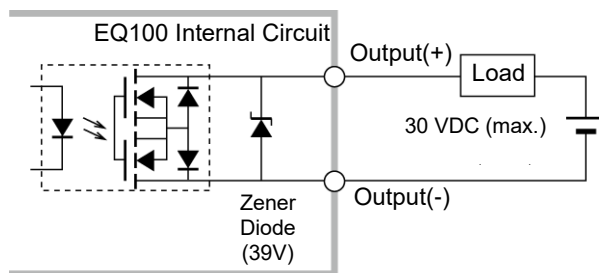 EQ100 Internal Circuit
Output(+)
Load
30 VDC (max.)
Output(-)
Zener
Diode
(39V)